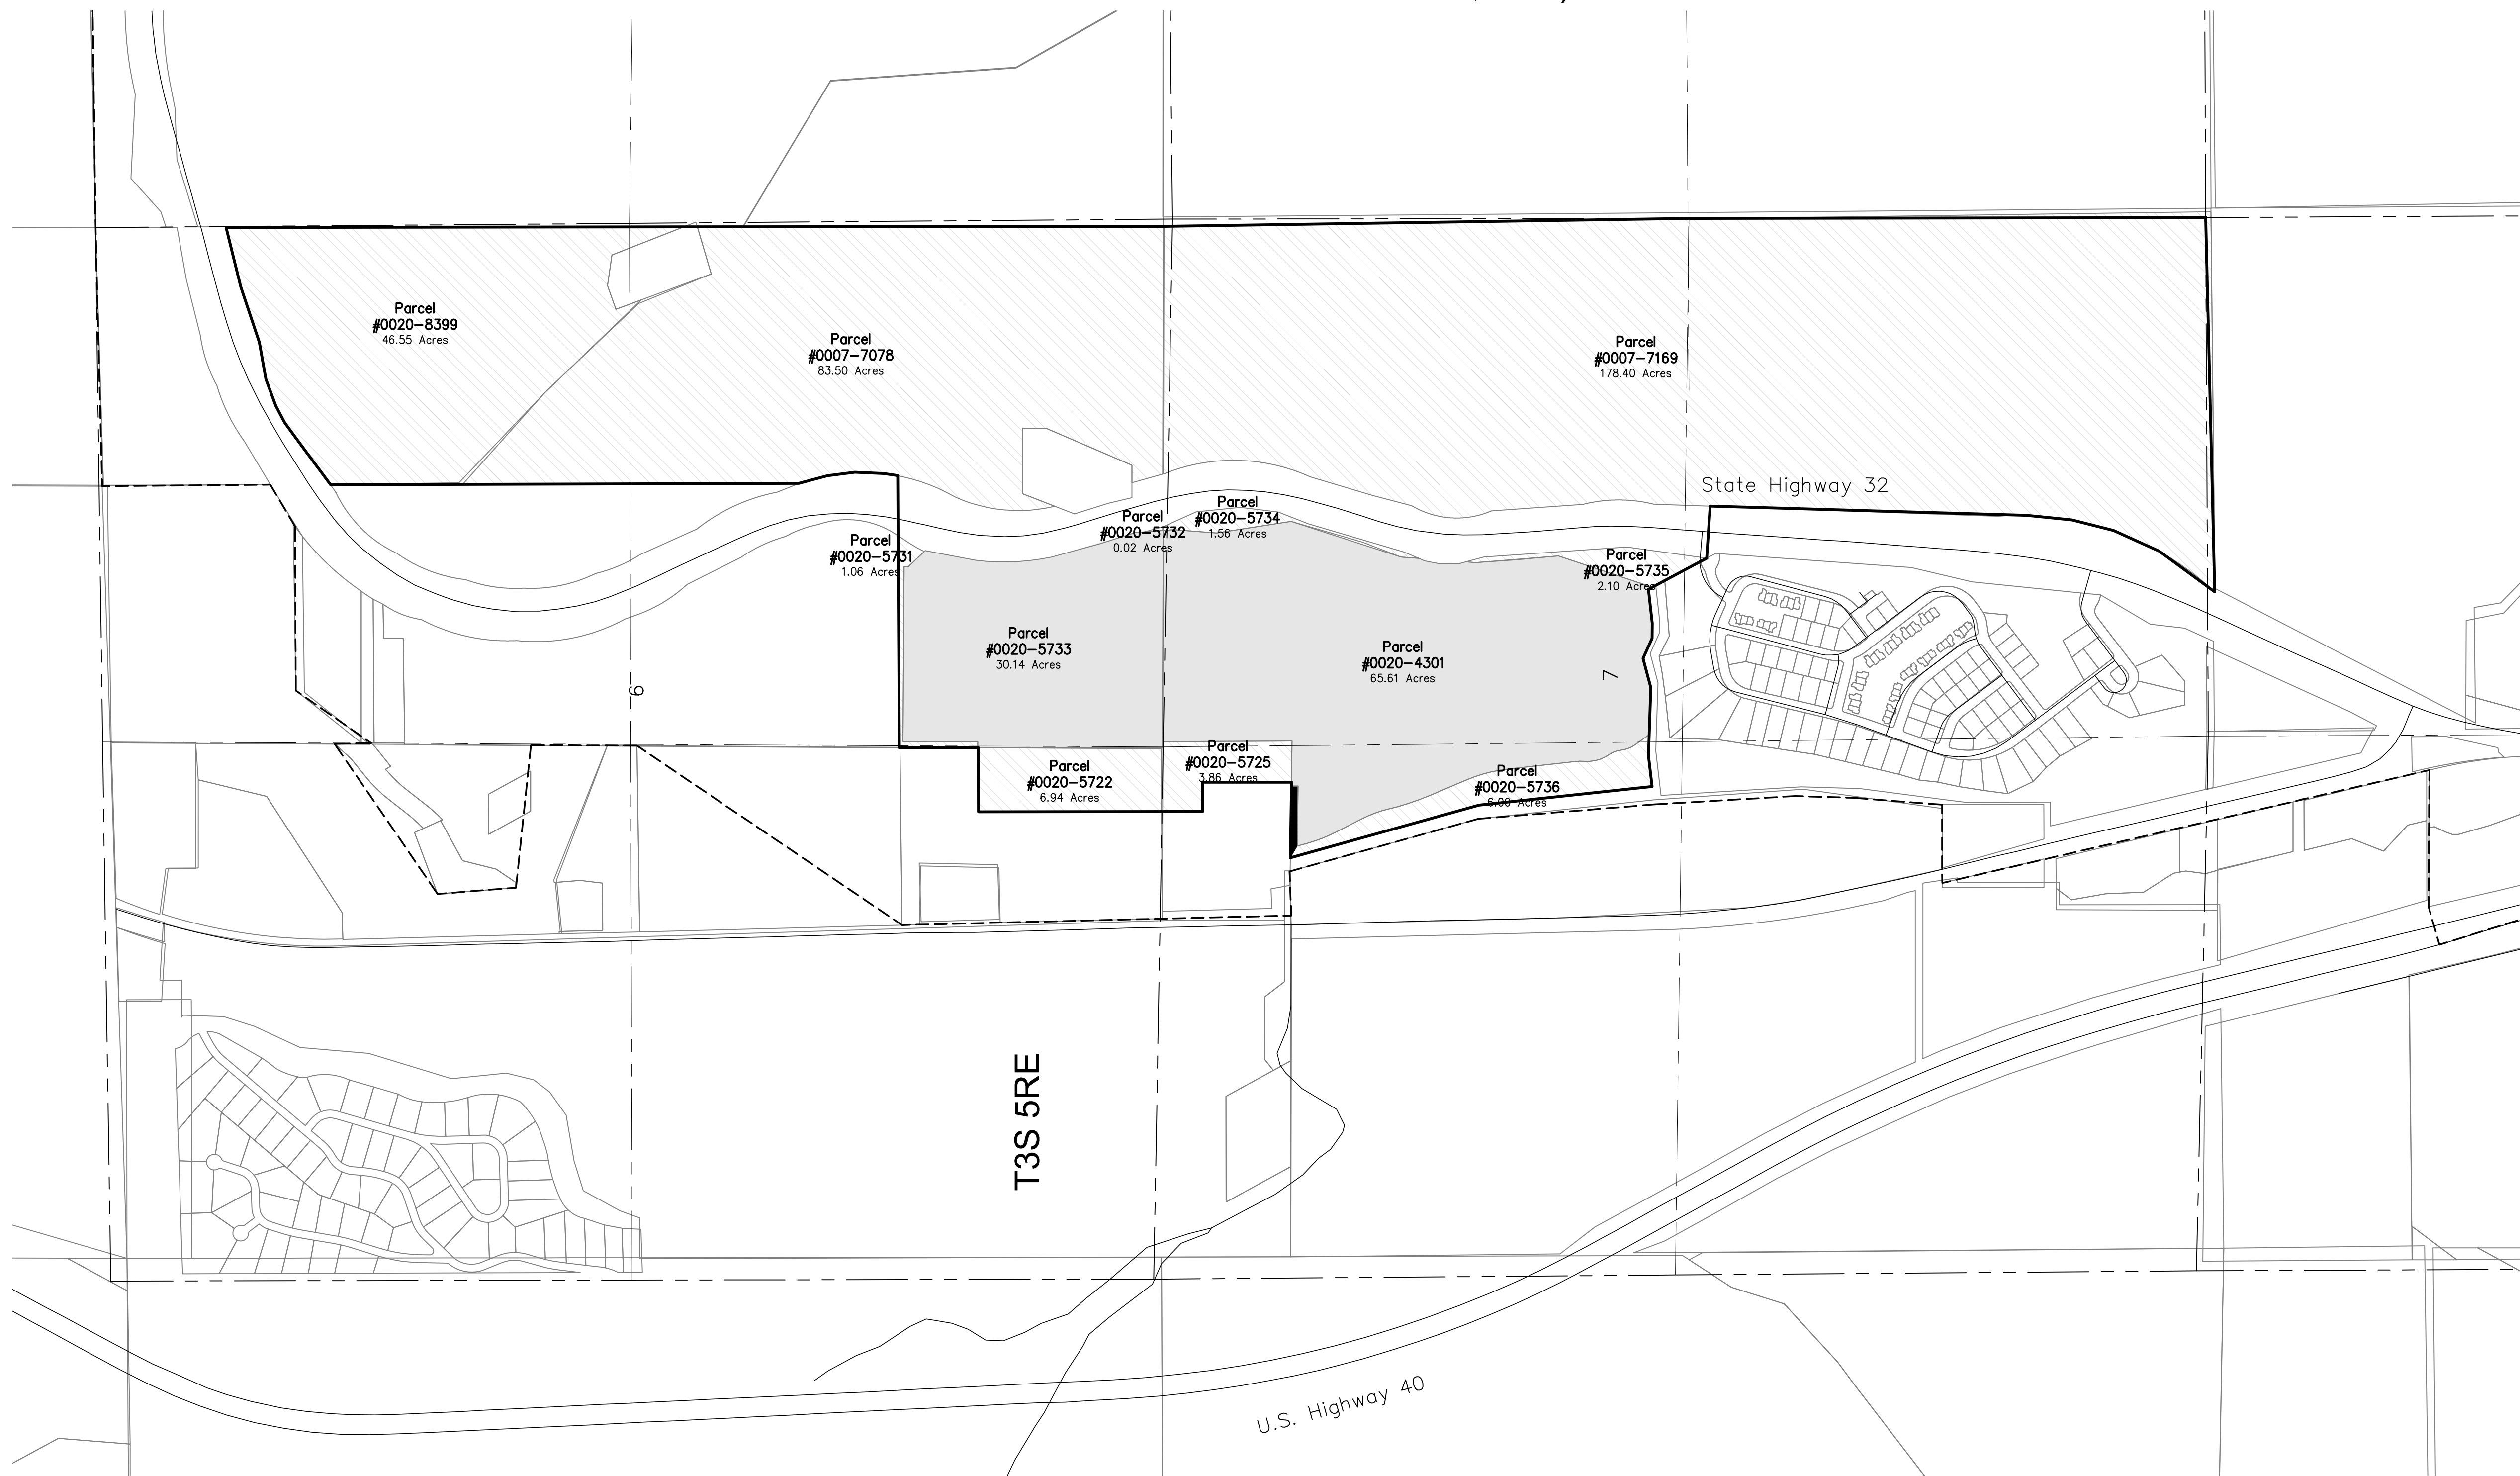 Parcel
#0020-8399
46.55 Acres
Parcel
#0007-7078
83.50 Acres
Parcel
#0007-7169
178.40 Acres
State Highway 32
Parcel
#0020-5734
1.56 Acres
Parcel
#0020-5732
0.02 Acres
Parcel
#0020-5731
1.06 Acres
Parcel
#0020-5735
2.10 Acres
Parcel
#0020-5733
30.14 Acres
Parcel
#0020-4301
65.61 Acres
7
Parcel
#0020-5725
3.86 Acres
Parcel
#0020-5722
6.94 Acres
Parcel
#0020-5736
T3S 5RE
U.S. Highway 40